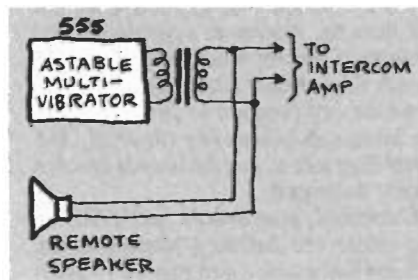 555
ASTABLE
MULTI-
VIBRATOR
TO
INTERCOM
AMP
REMOTE
SPEAKER